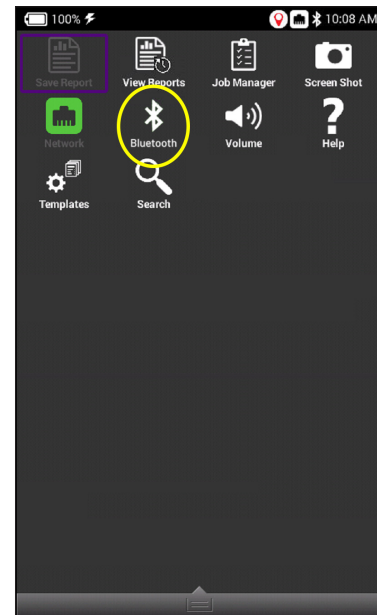 100% 10:08 AM
Save Report View Reports Job Manager Screen Shot
Network Bluetooth Volume Help
Templates Search